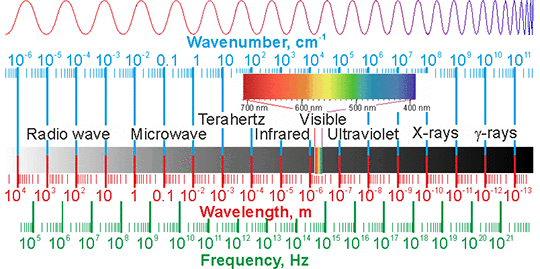 Wavenumber, cm⁻¹
10⁻⁶ 10⁻⁵ 10⁻⁴ 10⁻³ 10⁻² 0.1 1 10 10² 10³ 10⁴ 10⁵ 10⁶ 10⁷ 10⁸ 10⁹ 10¹⁰ 10¹¹
700 nm 600 nm 500 nm 400 nm
Terahertz Visible
Radio wave Microwave Infrared Ultraviolet X-rays γ-rays
10⁴ 10³ 10² 10 1 0.1 10⁻² 10⁻³ 10⁻⁴ 10⁻⁵ 10⁻⁶ 10⁻⁷ 10⁻⁸ 10⁻⁹ 10⁻¹⁰ 10⁻¹¹ 10⁻¹² 10⁻¹³
Wavelength, m
10⁵ 10⁶ 10⁷ 10⁸ 10⁹ 10¹⁰ 10¹¹ 10¹² 10¹³ 10¹⁴ 10¹⁵ 10¹⁶ 10¹⁷ 10¹⁸ 10¹⁹ 10²⁰ 10²¹
Frequency, Hz